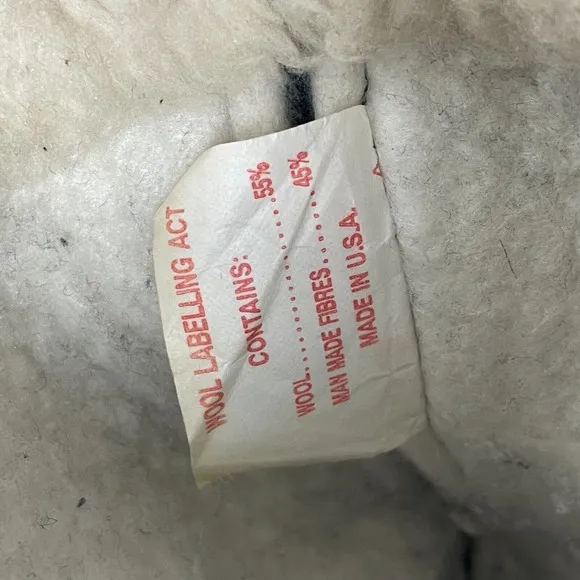 WOOL LABELLING ACT
CONTAINS:
WOOL..................55%
MAN MADE FIBRES......45%
MADE IN U.S.A.